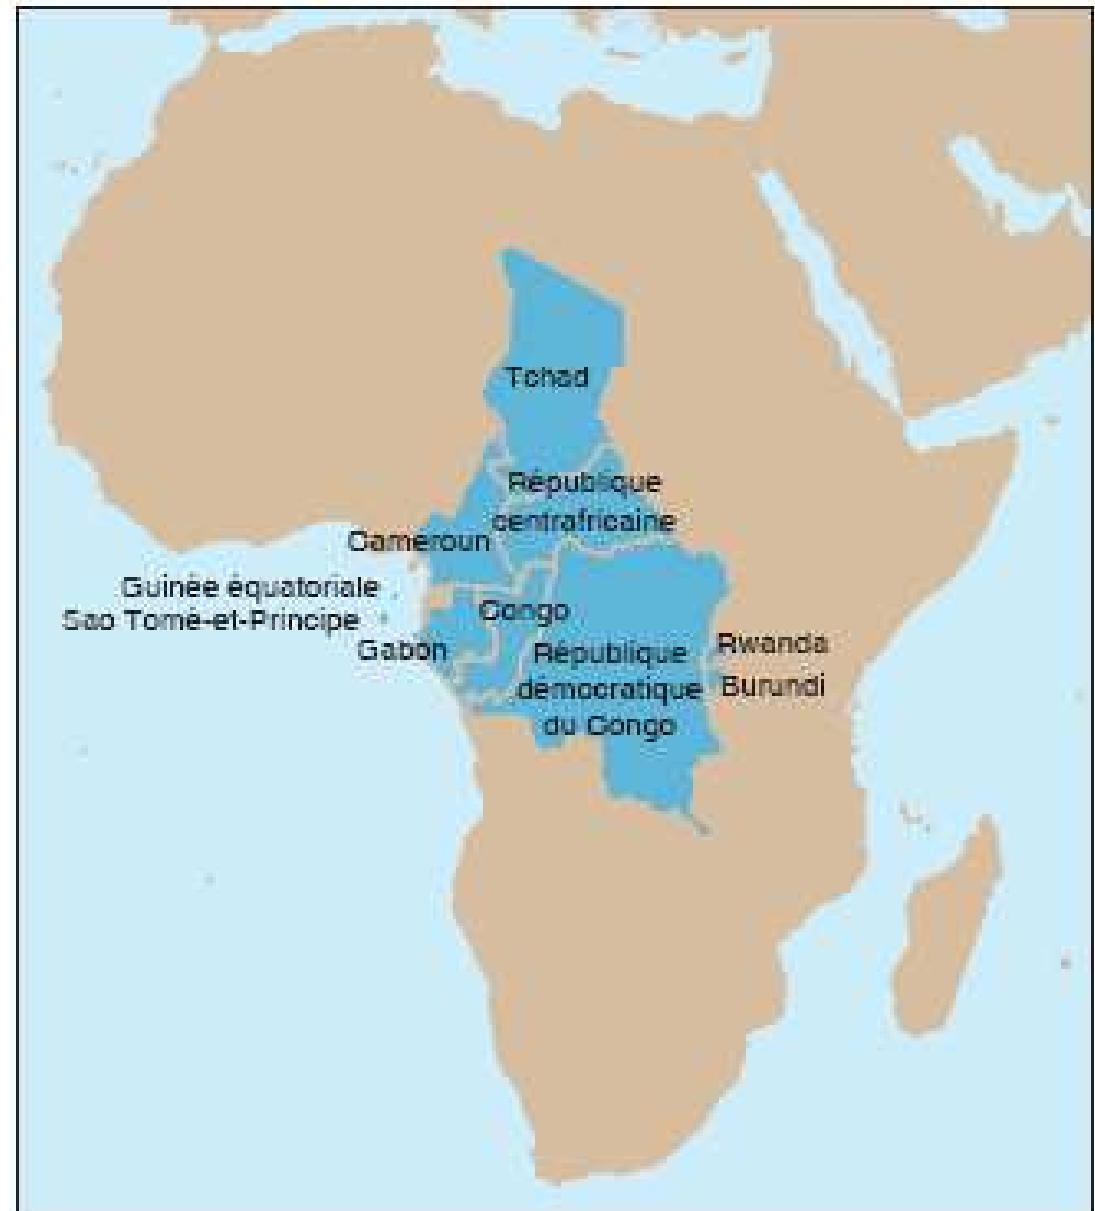 Tchad
République
centrafricaine
Cameroun
Guinée équatoriale
Congo
Sao Tomé-et-Principe
Gabon
Rwanda
République
démocratique
Burundi
du Congo